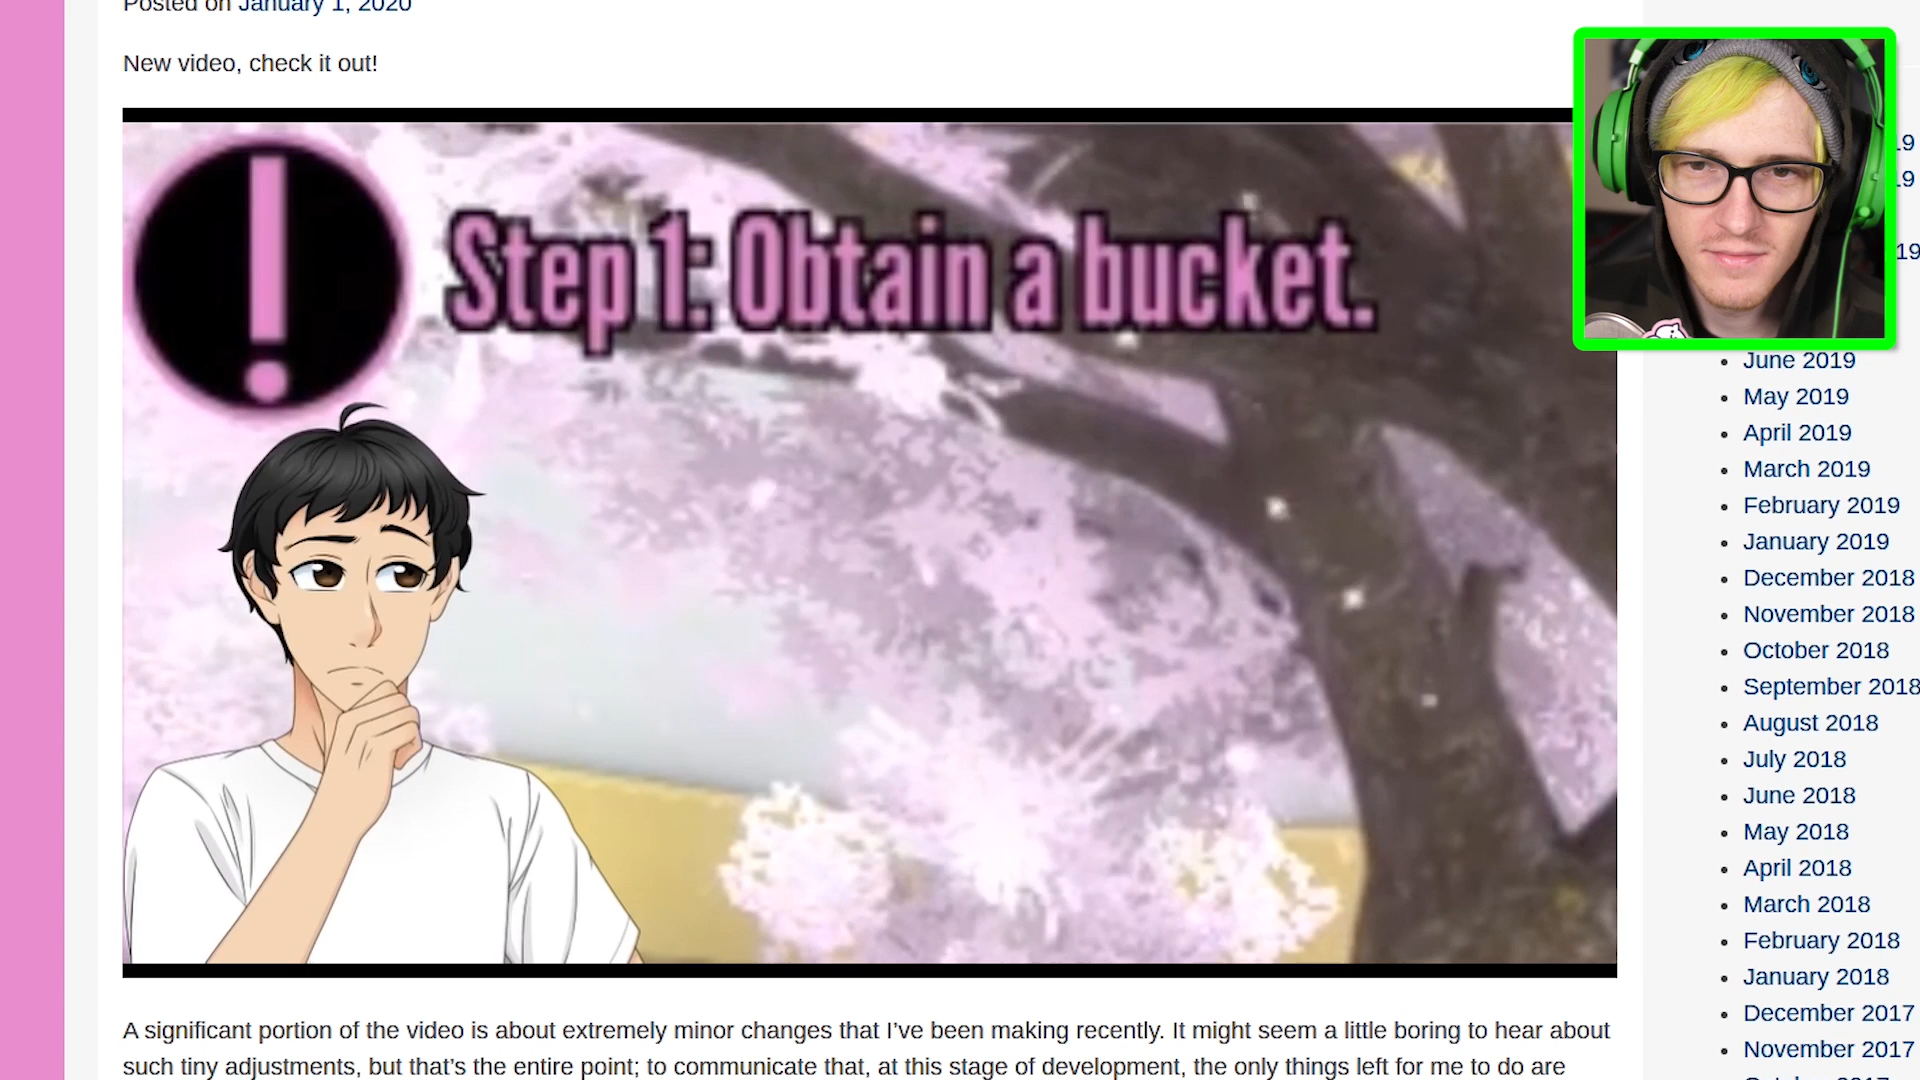 Posted on January 1, 2020
New video, check it out!
!
Step 1: Obtain a bucket.
A significant portion of the video is about extremely minor changes that I've been making recently. It might seem a little boring to hear about
such tiny adjustments, but that's the entire point; to communicate that, at this stage of development, the only things left for me to do are
19
19
19
June 2019
May 2019
April 2019
March 2019
February 2019
January 2019
December 2018
November 2018
October 2018
September 2018
August 2018
July 2018
June 2018
May 2018
April 2018
March 2018
February 2018
January 2018
December 2017
November 2017